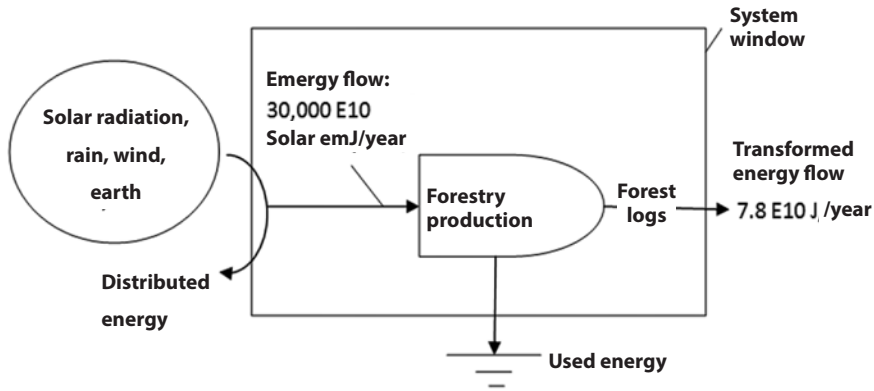 System
window
Emergy flow:
30,000 E10
Solar emJ/year
Solar radiation,
rain, wind,
earth
Transformed
energy flow
7.8 E10 J /year
Forestry
production
Forest
logs
Distributed
energy
Used energy